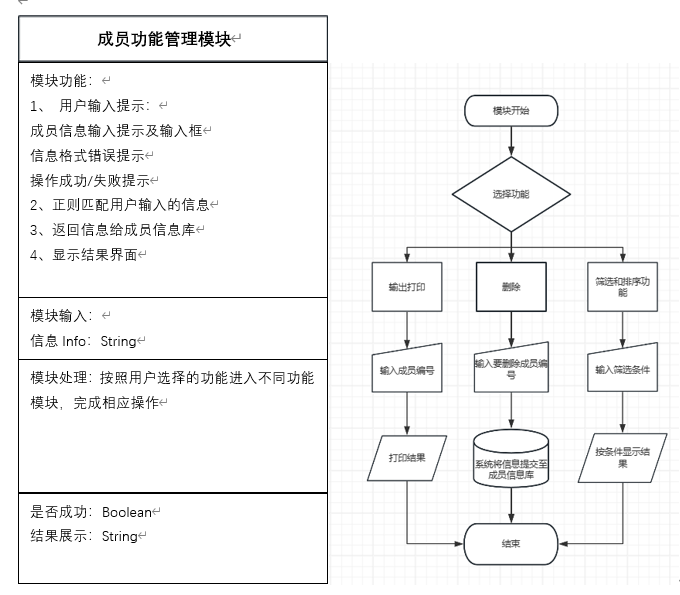 成员功能管理模块
模块功能：
1、 用户输入提示：
成员信息输入提示及输入框
信息格式错误提示
操作成功/失败提示
2、正则匹配用户输入的信息
3、返回信息给成员信息库
4、显示结果界面
模块输入：
信息 Info：String
模块处理：按照用户选择的功能进入不同功能
模块，完成相应操作
是否成功：Boolean
结果展示：String
模块开始
选择功能
输出打印
删除
筛选和排序功
能
输入成员编号
输入要删除成员编
号
输入筛选条件
打印结果
系统将信息提交至
成员信息库
按条件显示结
果
结束